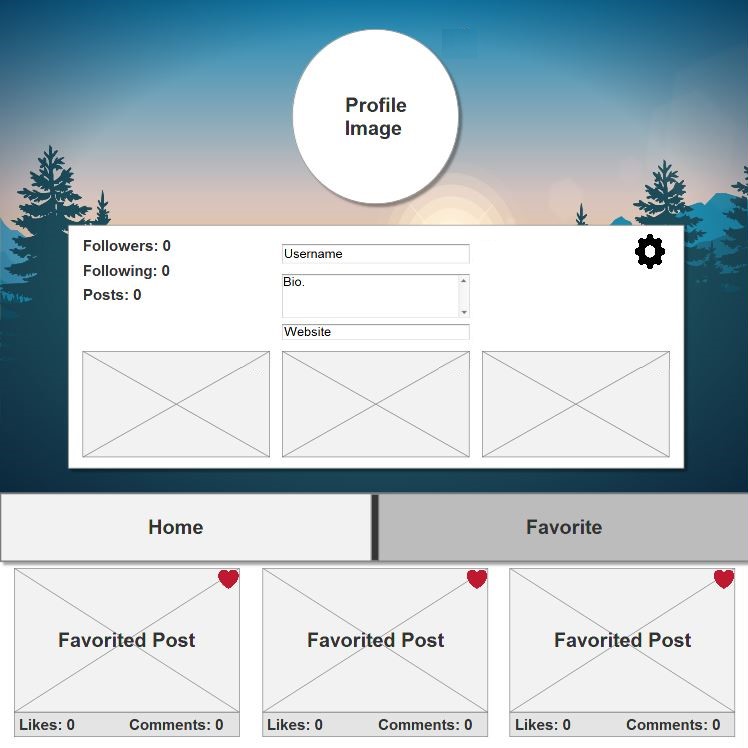 Profile
Image
Followers: 0
Following: 0
Posts: 0
Username
Bio.
Website
Home
Favorite
Favorited Post
Likes: 0 Comments: 0
Favorited Post
Likes: 0 Comments: 0
Favorited Post
Likes: 0 Comments: 0